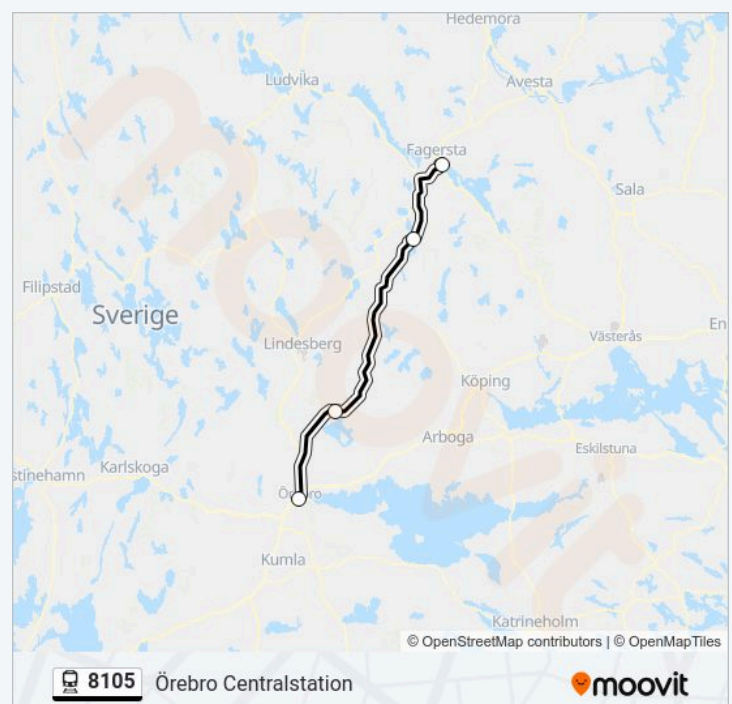 Hedemora
Ludvika
Avesta
Fagersta
Sala
Filipstad
Sverige
Lindesberg
Västerås
En
Köping
Arboga
Eskilstuna
stinehamn
Karlskoga
Kumla
Katrineholm
© OpenStreetMap contributors | © OpenMapTiles
8105 Örebro Centralstation
moovit
moovit